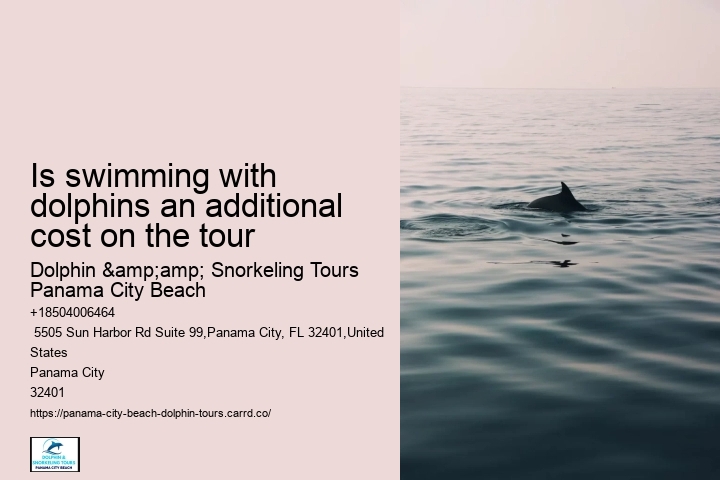 Is swimming with
dolphins an additional
cost on the tour
Dolphin &amp;amp; Snorkeling Tours
Panama City Beach
+18504006464
5505 Sun Harbor Rd Suite 99,Panama City, FL 32401,United
States
Panama City
32401
https://panama-city-beach-dolphin-tours.carrd.co/
DOLPHIN &
SNORKELING TOURS
PANAMA CITY BEACH